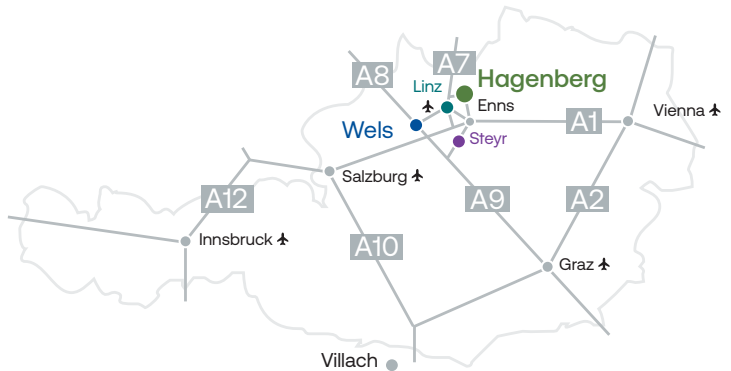 A7
A8
Hagenberg
Linz
Enns
Vienna
A1
Wels
Steyr
Salzburg
A12
A9
A2
Innsbruck
A10
Graz
Villach